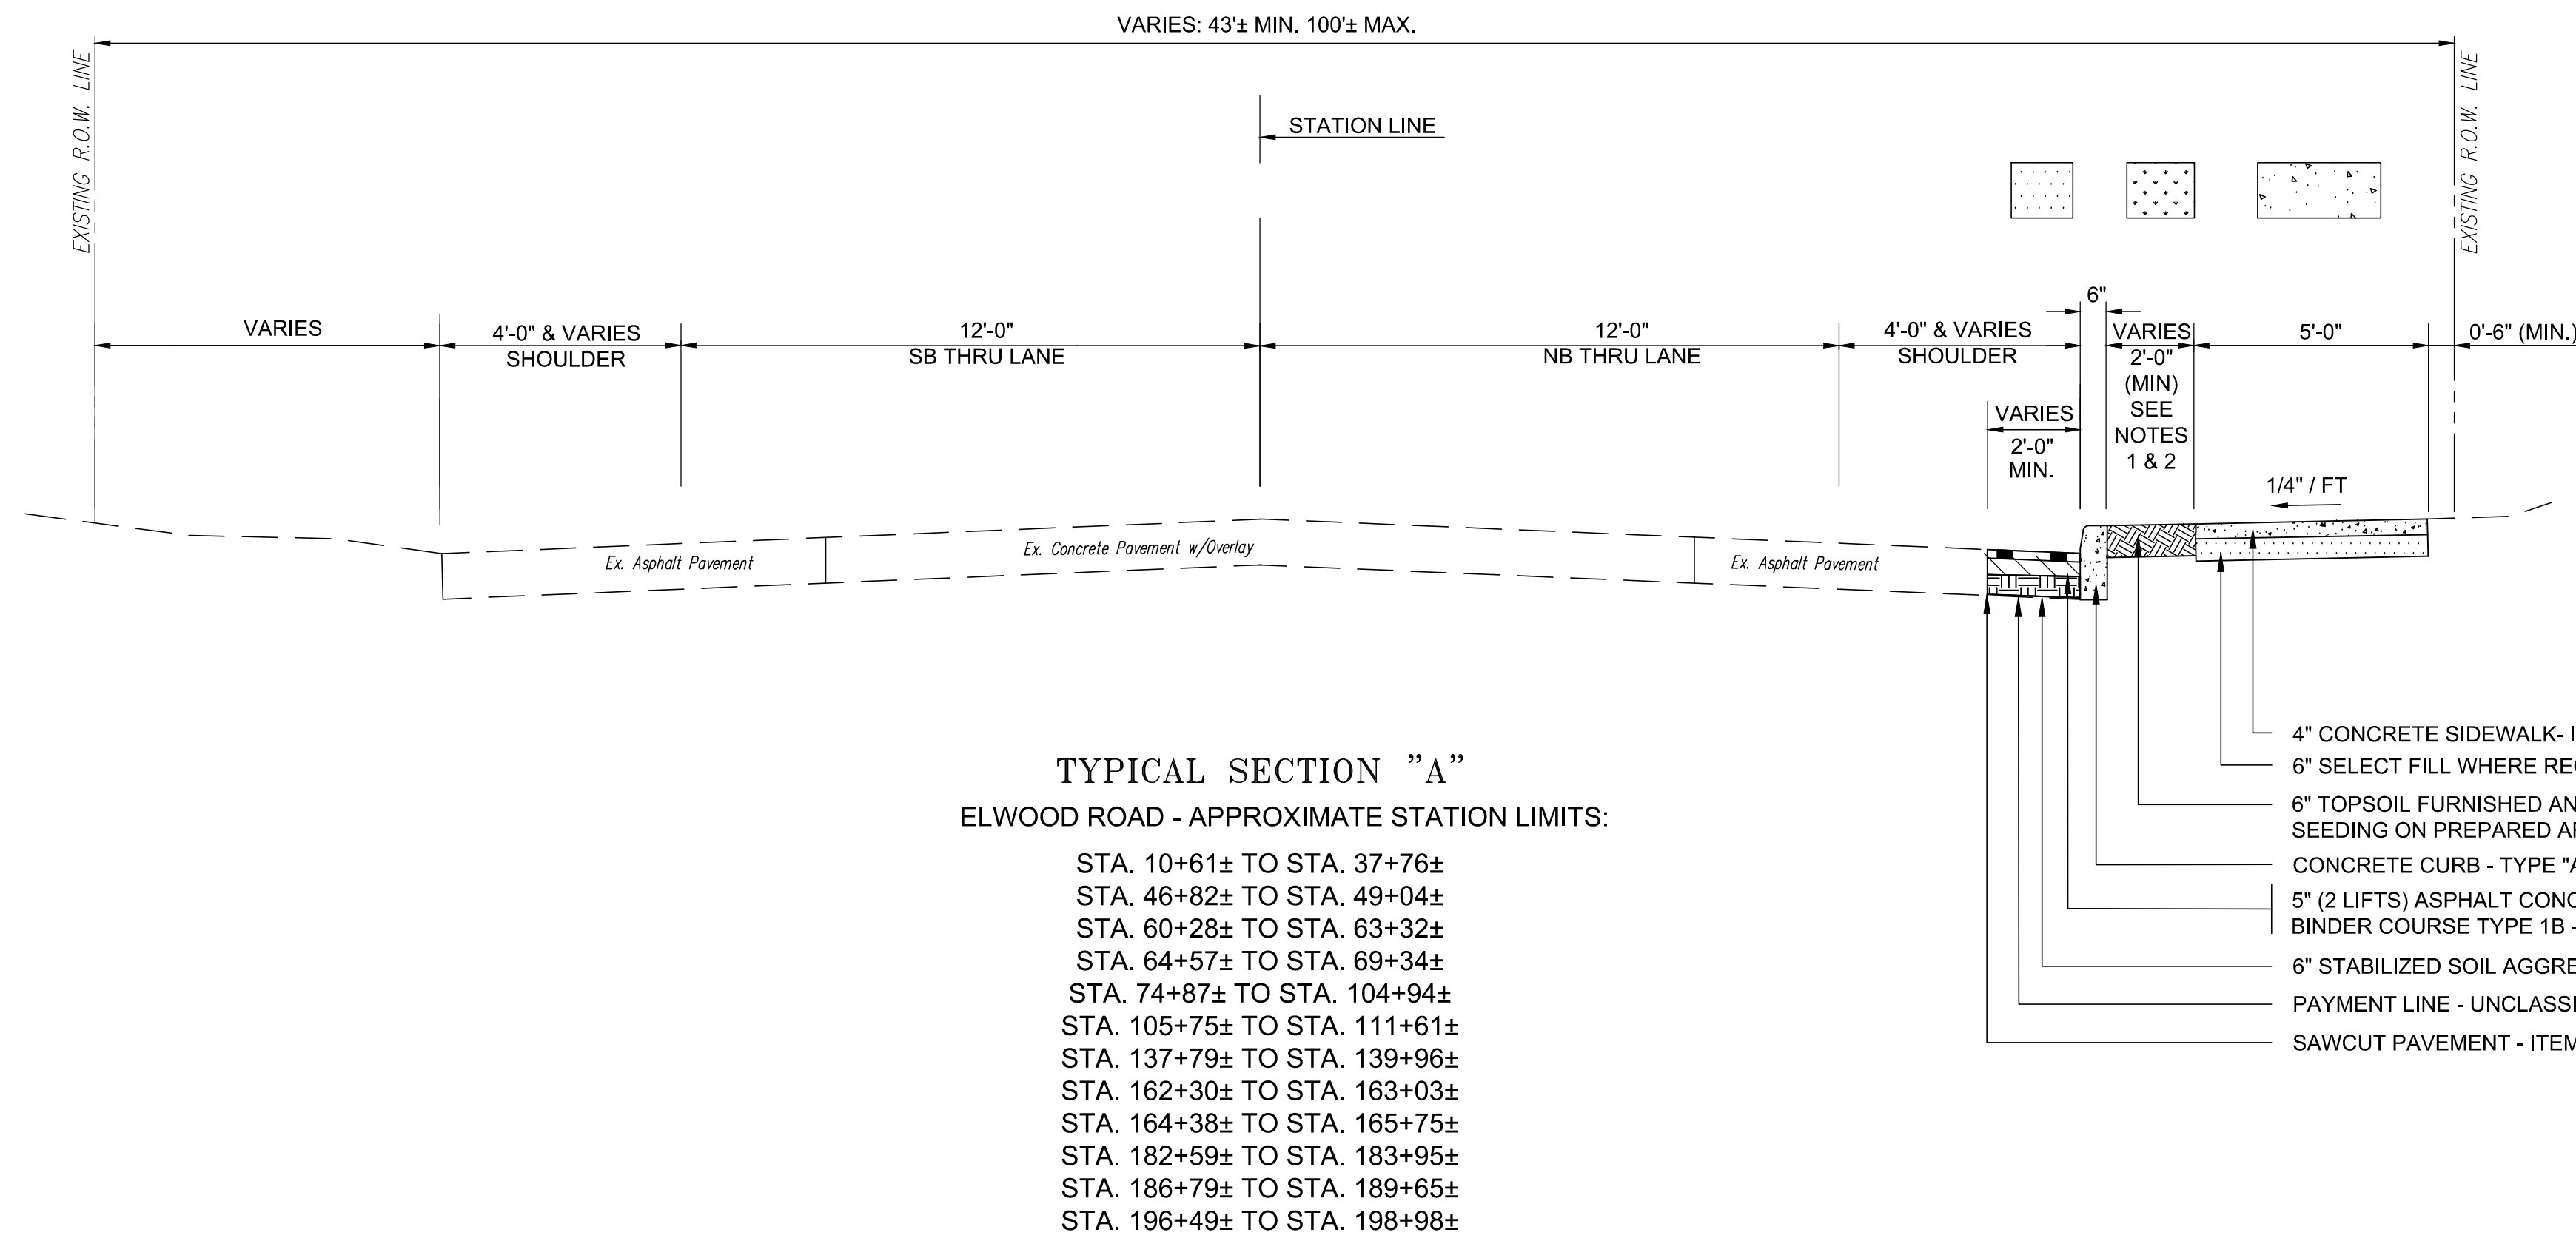 VARIES: 43'± MIN. 100'± MAX.
EXISTING R.O.W. LINE
EXISTING R.O.W. LINE
STATION LINE
VARIES
4'-0" & VARIES
SHOULDER
12'-0"
SB THRU LANE
12'-0"
NB THRU LANE
4'-0" & VARIES
SHOULDER
6"
VARIES
2'-0"
(MIN)
SEE
NOTES
1 & 2
5'-0"
0'-6" (MIN.)
VARIES
2'-0"
MIN.
1/4" / FT
Ex. Asphalt Pavement
Ex. Concrete Pavement w/Overlay
Ex. Asphalt Pavement
4" CONCRETE SIDEWALK-
6" SELECT FILL WHERE
6" TOPSOIL FURNISHED
SEEDING ON PREPARED
CONCRETE CURB - TYPE "A
5" (2 LIFTS) ASPHALT
BINDER COURSE TYPE 1B -
6" STABILIZED SOIL
PAYMENT LINE -
SAWCUT PAVEMENT - ITEM
TYPICAL SECTION "A"
ELWOOD ROAD - APPROXIMATE STATION LIMITS:
STA. 10+61± TO STA. 37+76±
STA. 46+82± TO STA. 49+04±
STA. 60+28± TO STA. 63+32±
STA. 64+57± TO STA. 69+34±
STA. 74+87± TO STA. 104+94±
STA. 105+75± TO STA. 111+61±
STA. 137+79± TO STA. 139+96±
STA. 162+30± TO STA. 163+03±
STA. 164+38± TO STA. 165+75±
STA. 182+59± TO STA. 183+95±
STA. 186+79± TO STA. 189+65±
STA. 196+49± TO STA. 198+98±